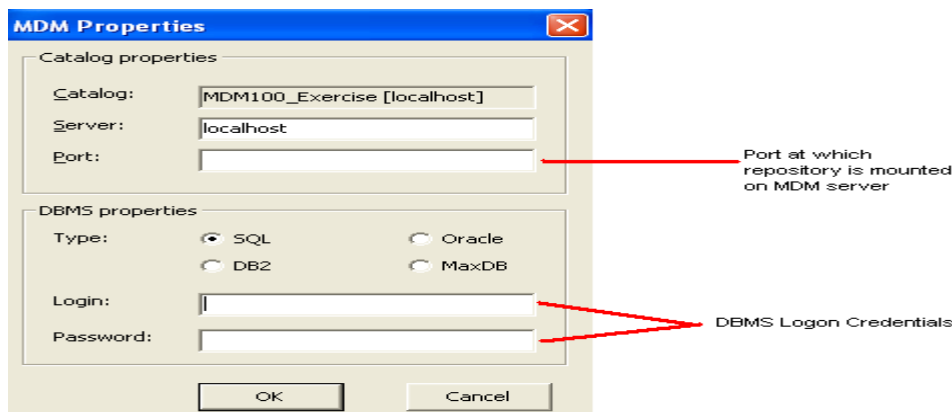 MDM Properties
Catalog properties
Catalog: MDM100_Exercise [localhost]
Server: localhost
Port:
Port at which
repository is mounted
on MDM server
DBMS properties
Type: SQL Oracle
DB2 MaxDB
Login:
Password:
DBMS Logon Credentials
OK Cancel